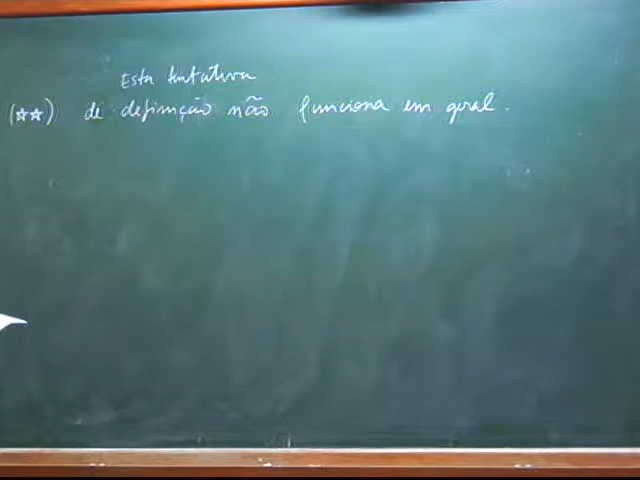 Esta tentativa
(☆☆) de definição não funciona em geral.